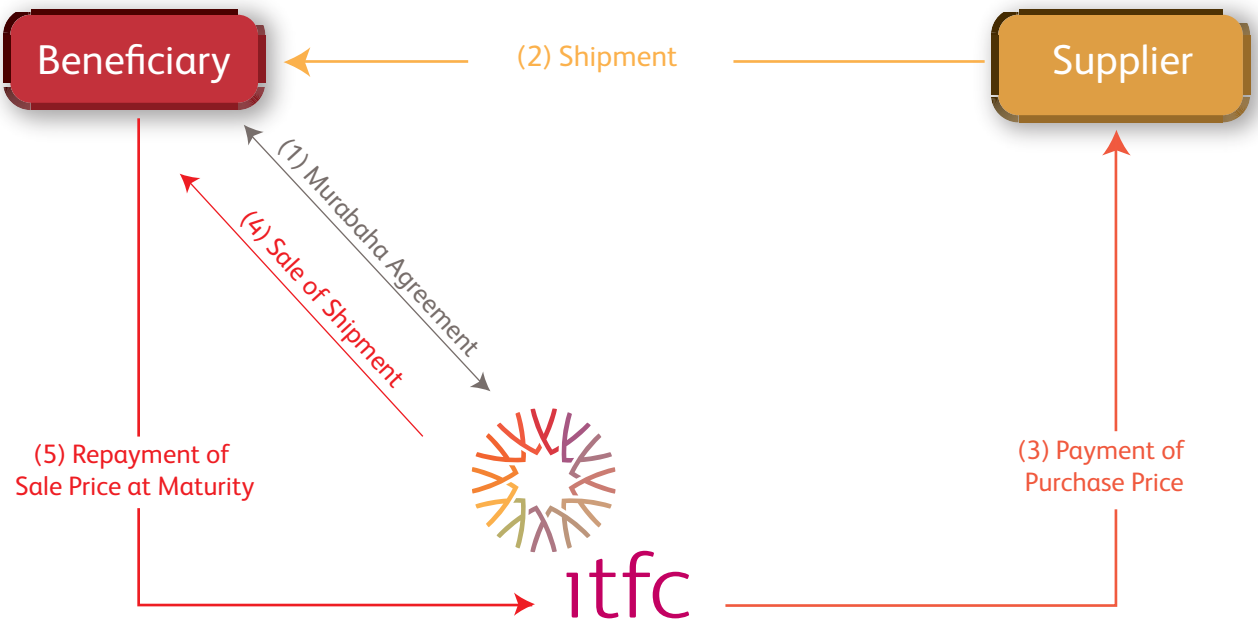 Beneficiary
(2) Shipment
Supplier
(1) Murabaha Agreement
(4) Sale of Shipment
(5) Repayment of
Sale Price at Maturity
(3) Payment of
Purchase Price
itfc